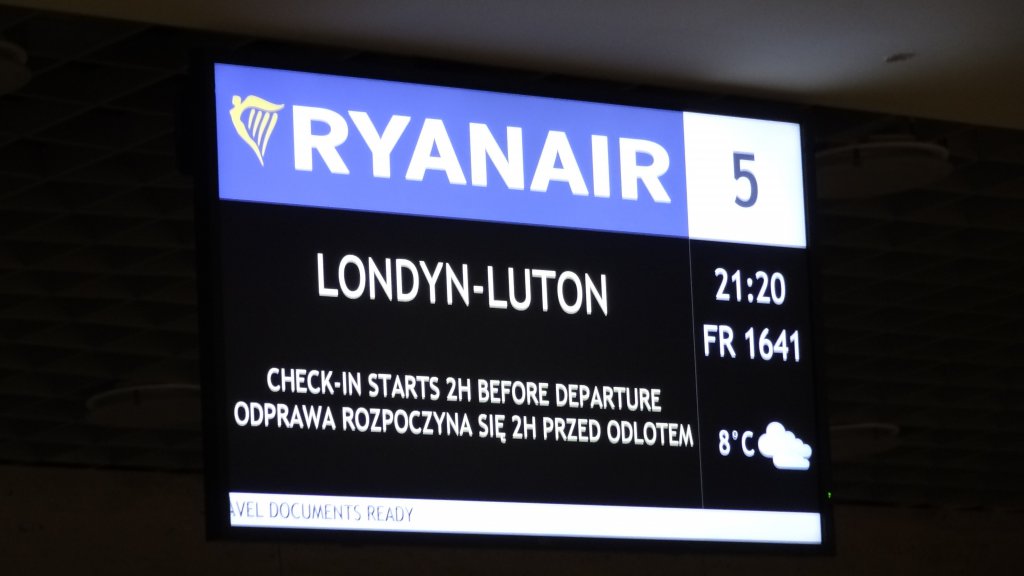 RYANAIR
5
LONDYN-LUTON
21:20
FR 1641
CHECK-IN STARTS 2H BEFORE DEPARTURE
ODPRAWA ROZPOCZYNA SIĘ 2H PRZED ODLOTEM
8°C
AVEL DOCUMENTS READY